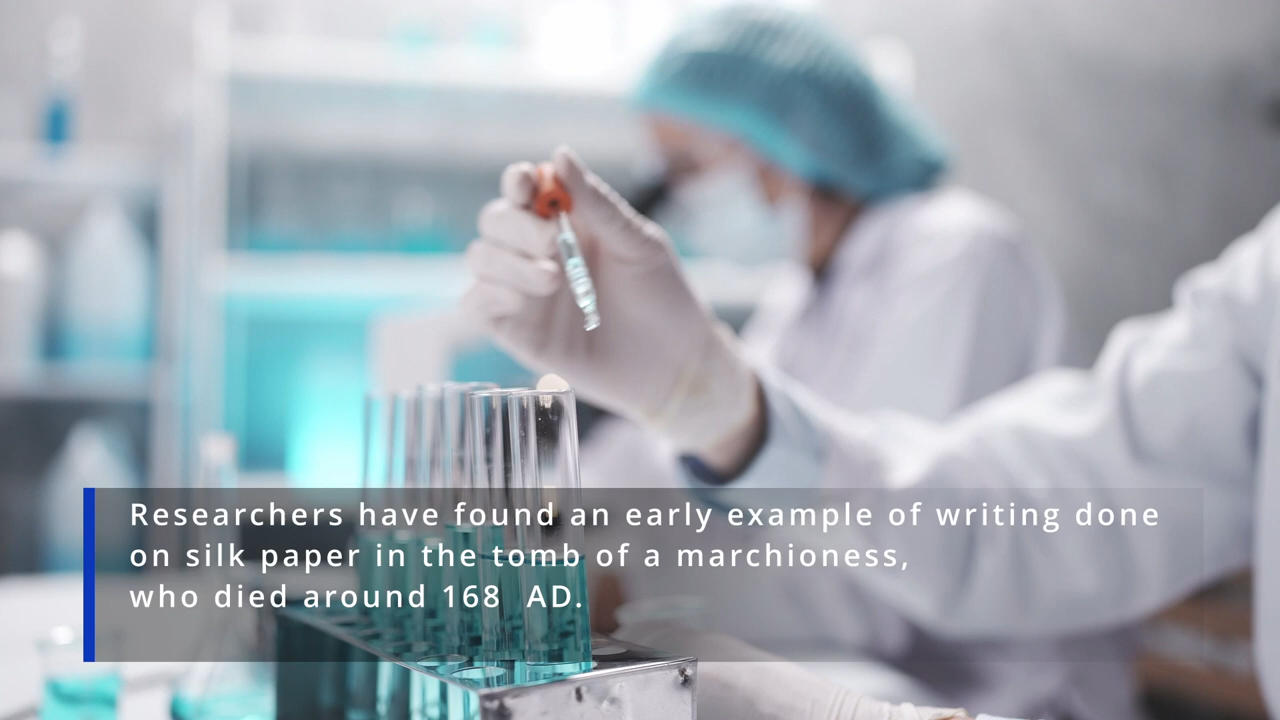 Researchers have found an early example of writing done
on silk paper in the tomb of a marchioness,
who died around 168  AD.